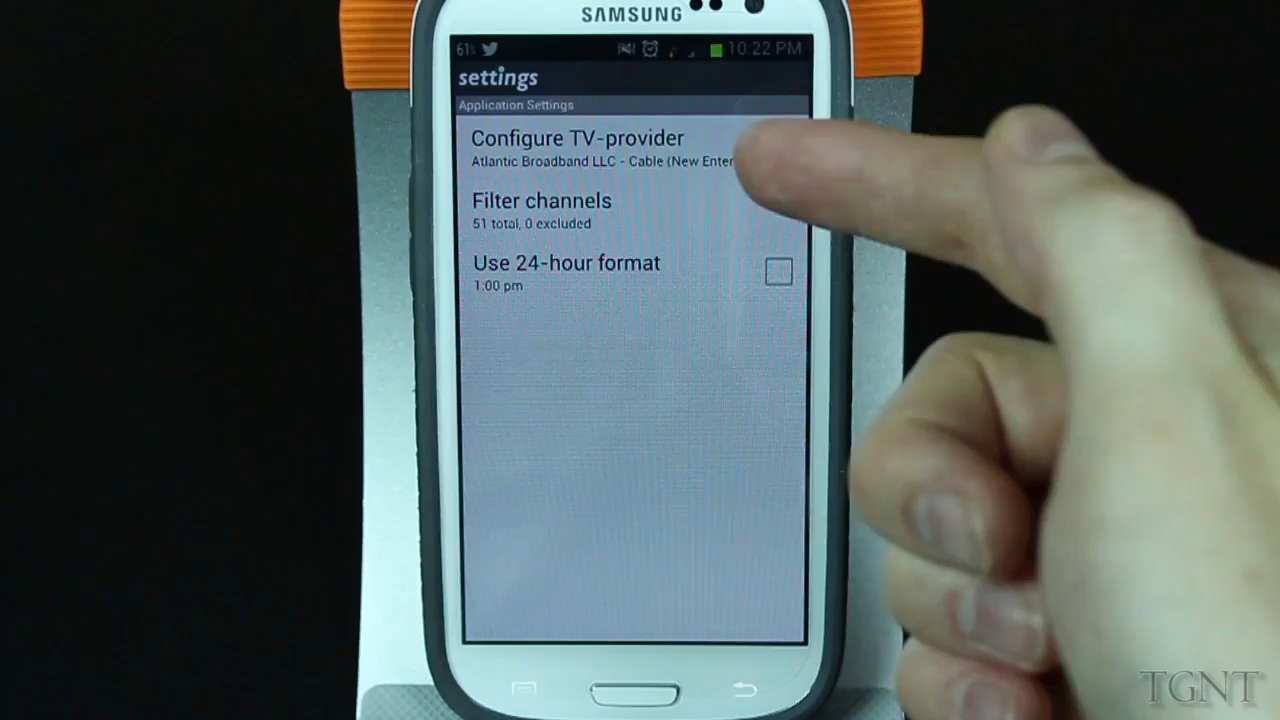 SAMSUNG
61% 10:22 PM
settings
Application Settings
Configure TV-provider
Atlantic Broadband LLC - Cable (New Enter
Filter channels
51 total, 0 excluded
Use 24-hour format
1:00 pm
TGNT